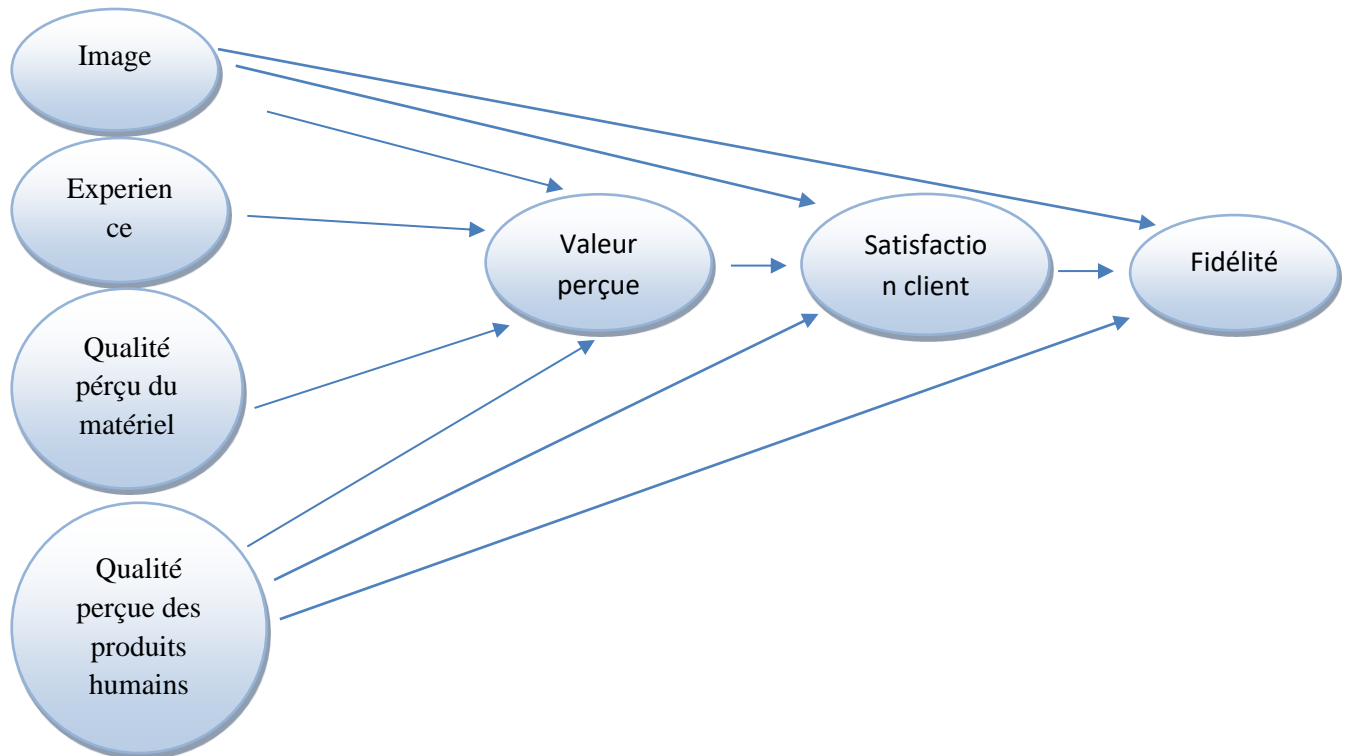 Image
Experien
ce
Qualité
pérçu du
matériel
Qualité
perçue des
produits
humains
Valeur
perçue
Satisfactio
n client
Fidélité